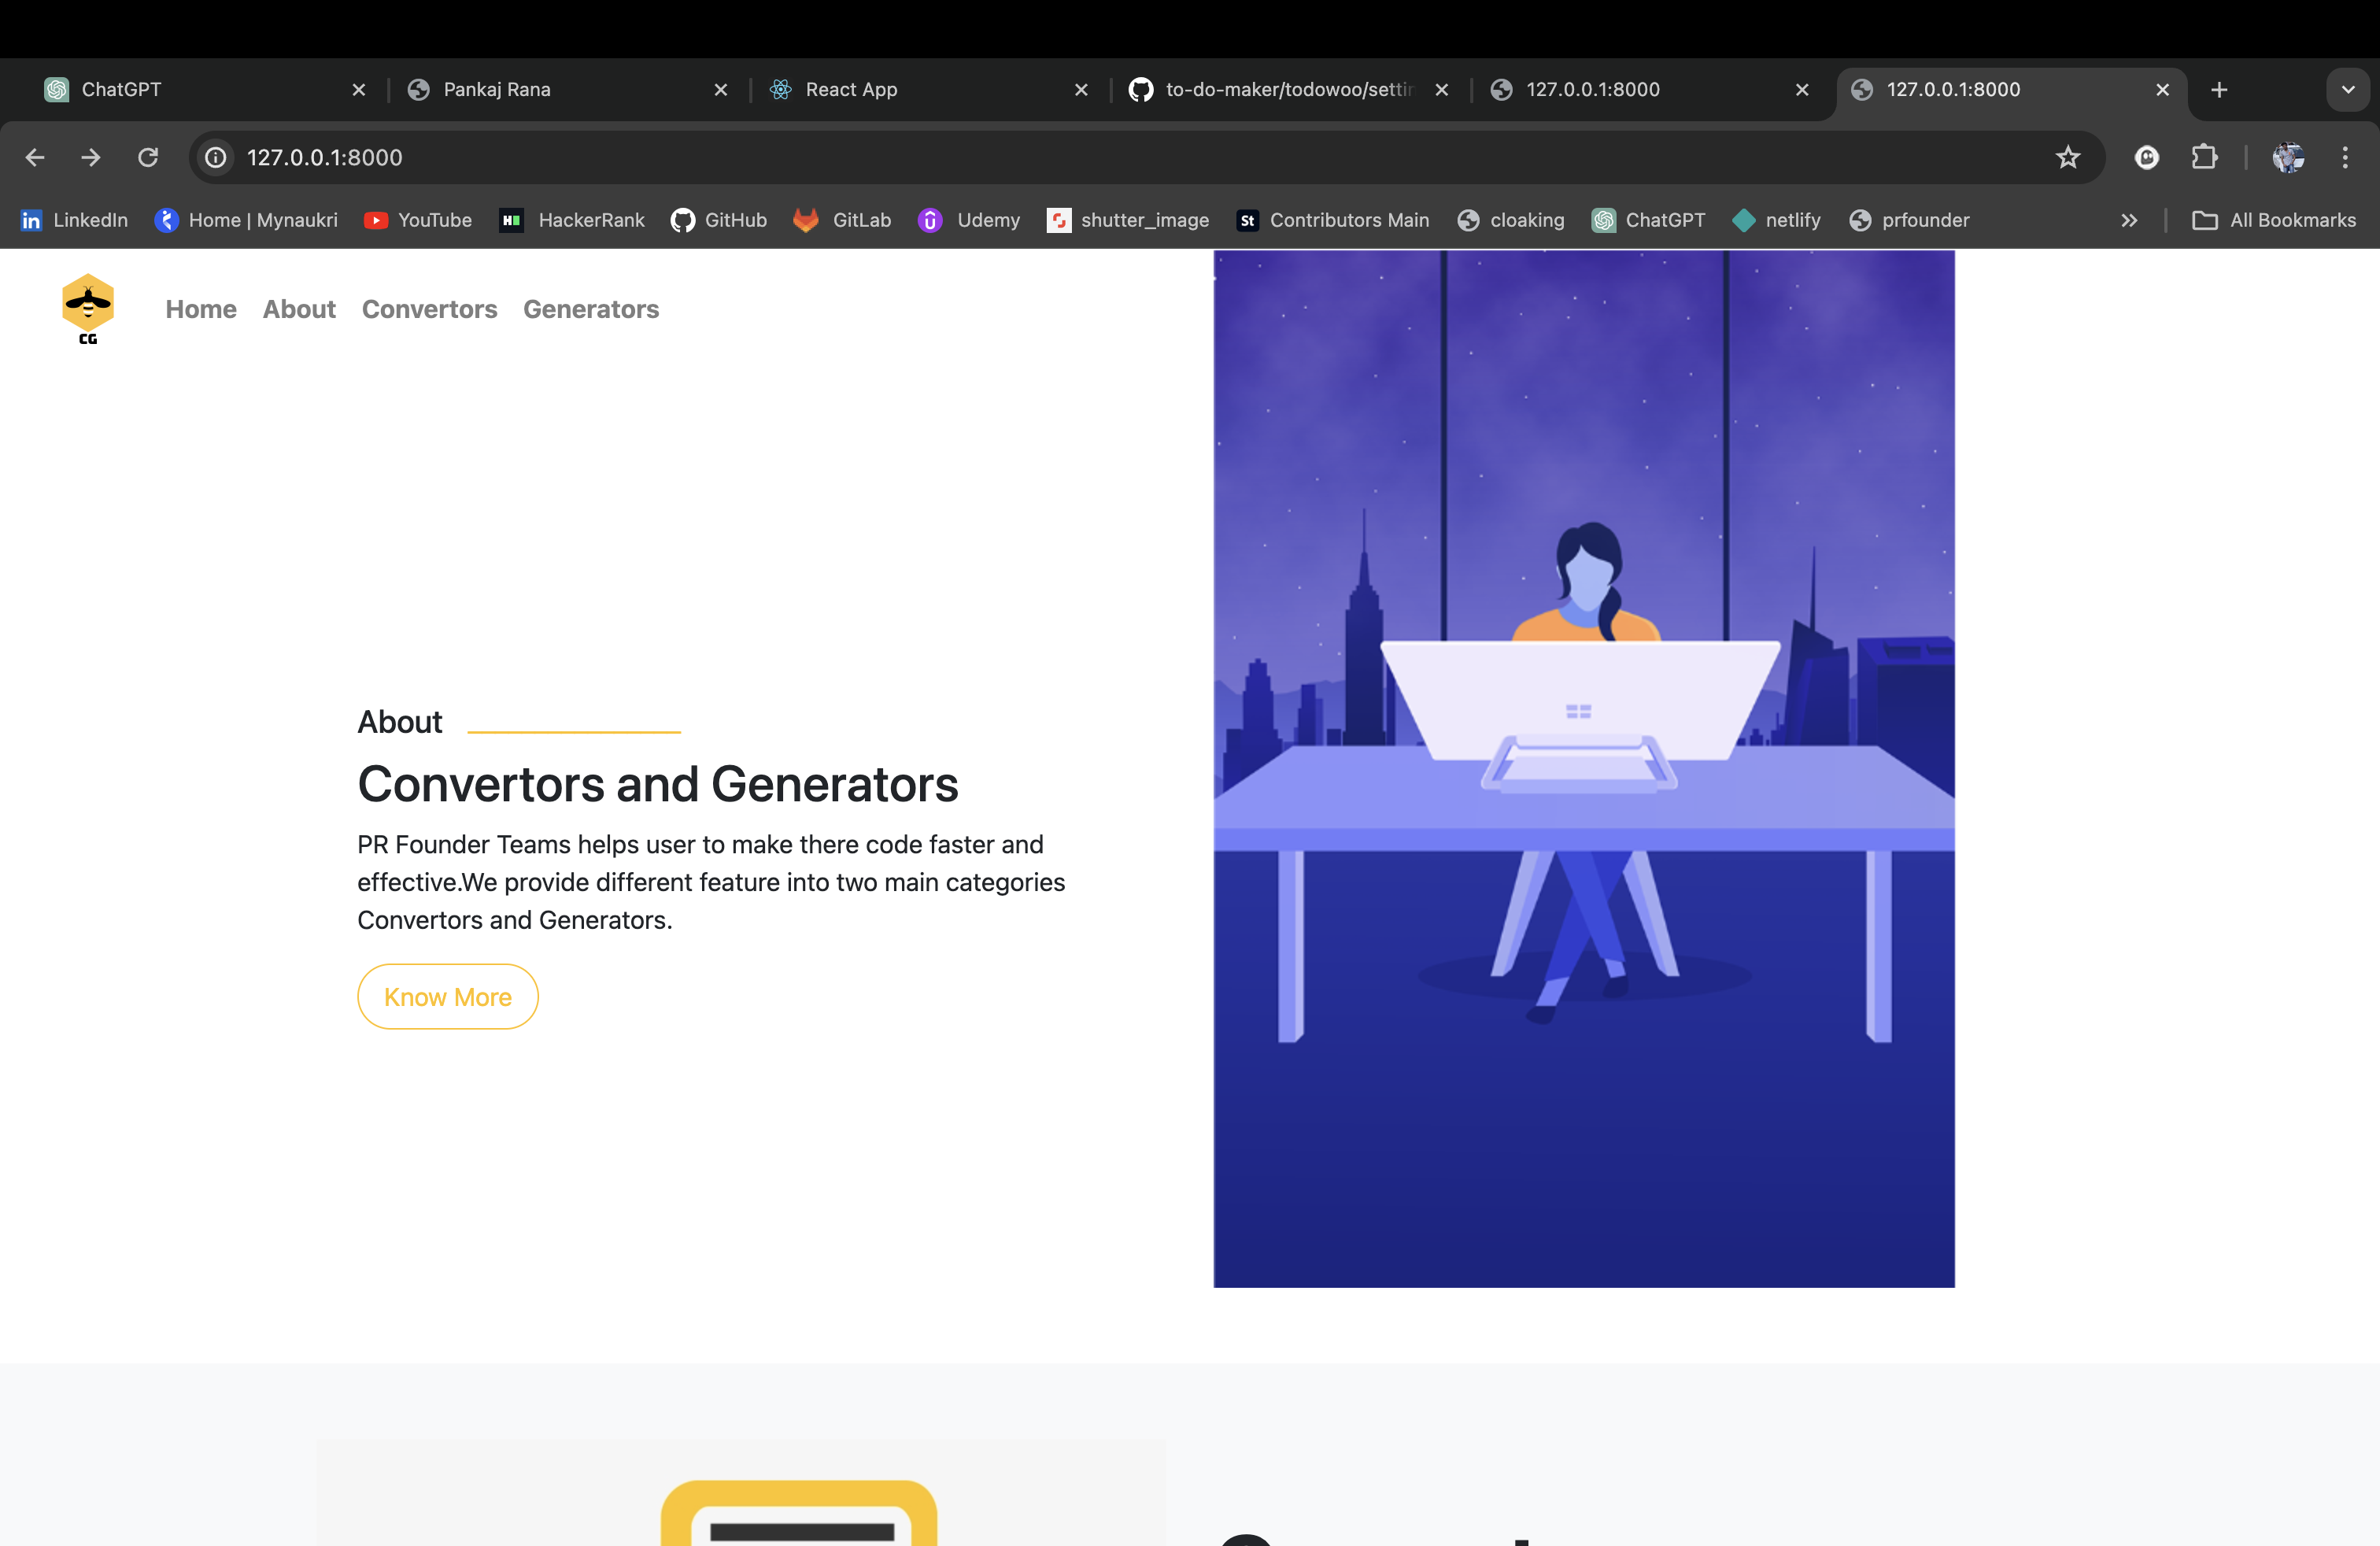 ChatGPT
Pankaj Rana
React App
to-do-maker/todowoo/settin
127.0.0.1:8000
127.0.0.1:8000
127.0.0.1:8000
LinkedIn
Home | Mynaukri
YouTube
HackerRank
GitHub
GitLab
Udemy
shutter_image
Contributors Main
cloaking
ChatGPT
netlify
prfounder
All Bookmarks
CG
Home
About
Convertors
Generators
About
Convertors and Generators
PR Founder Teams helps user to make there code faster and
effective.We provide different feature into two main categories
Convertors and Generators.
Know More